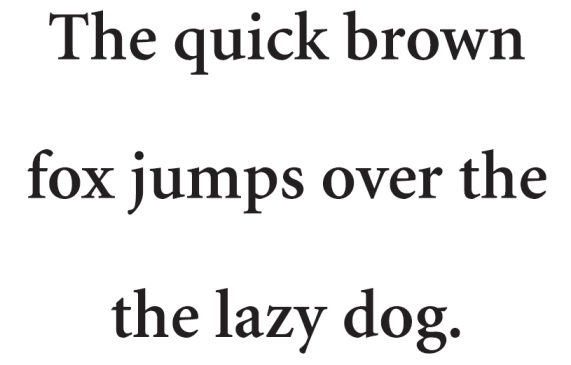 The quick brown
fox jumps over the
the lazy dog.